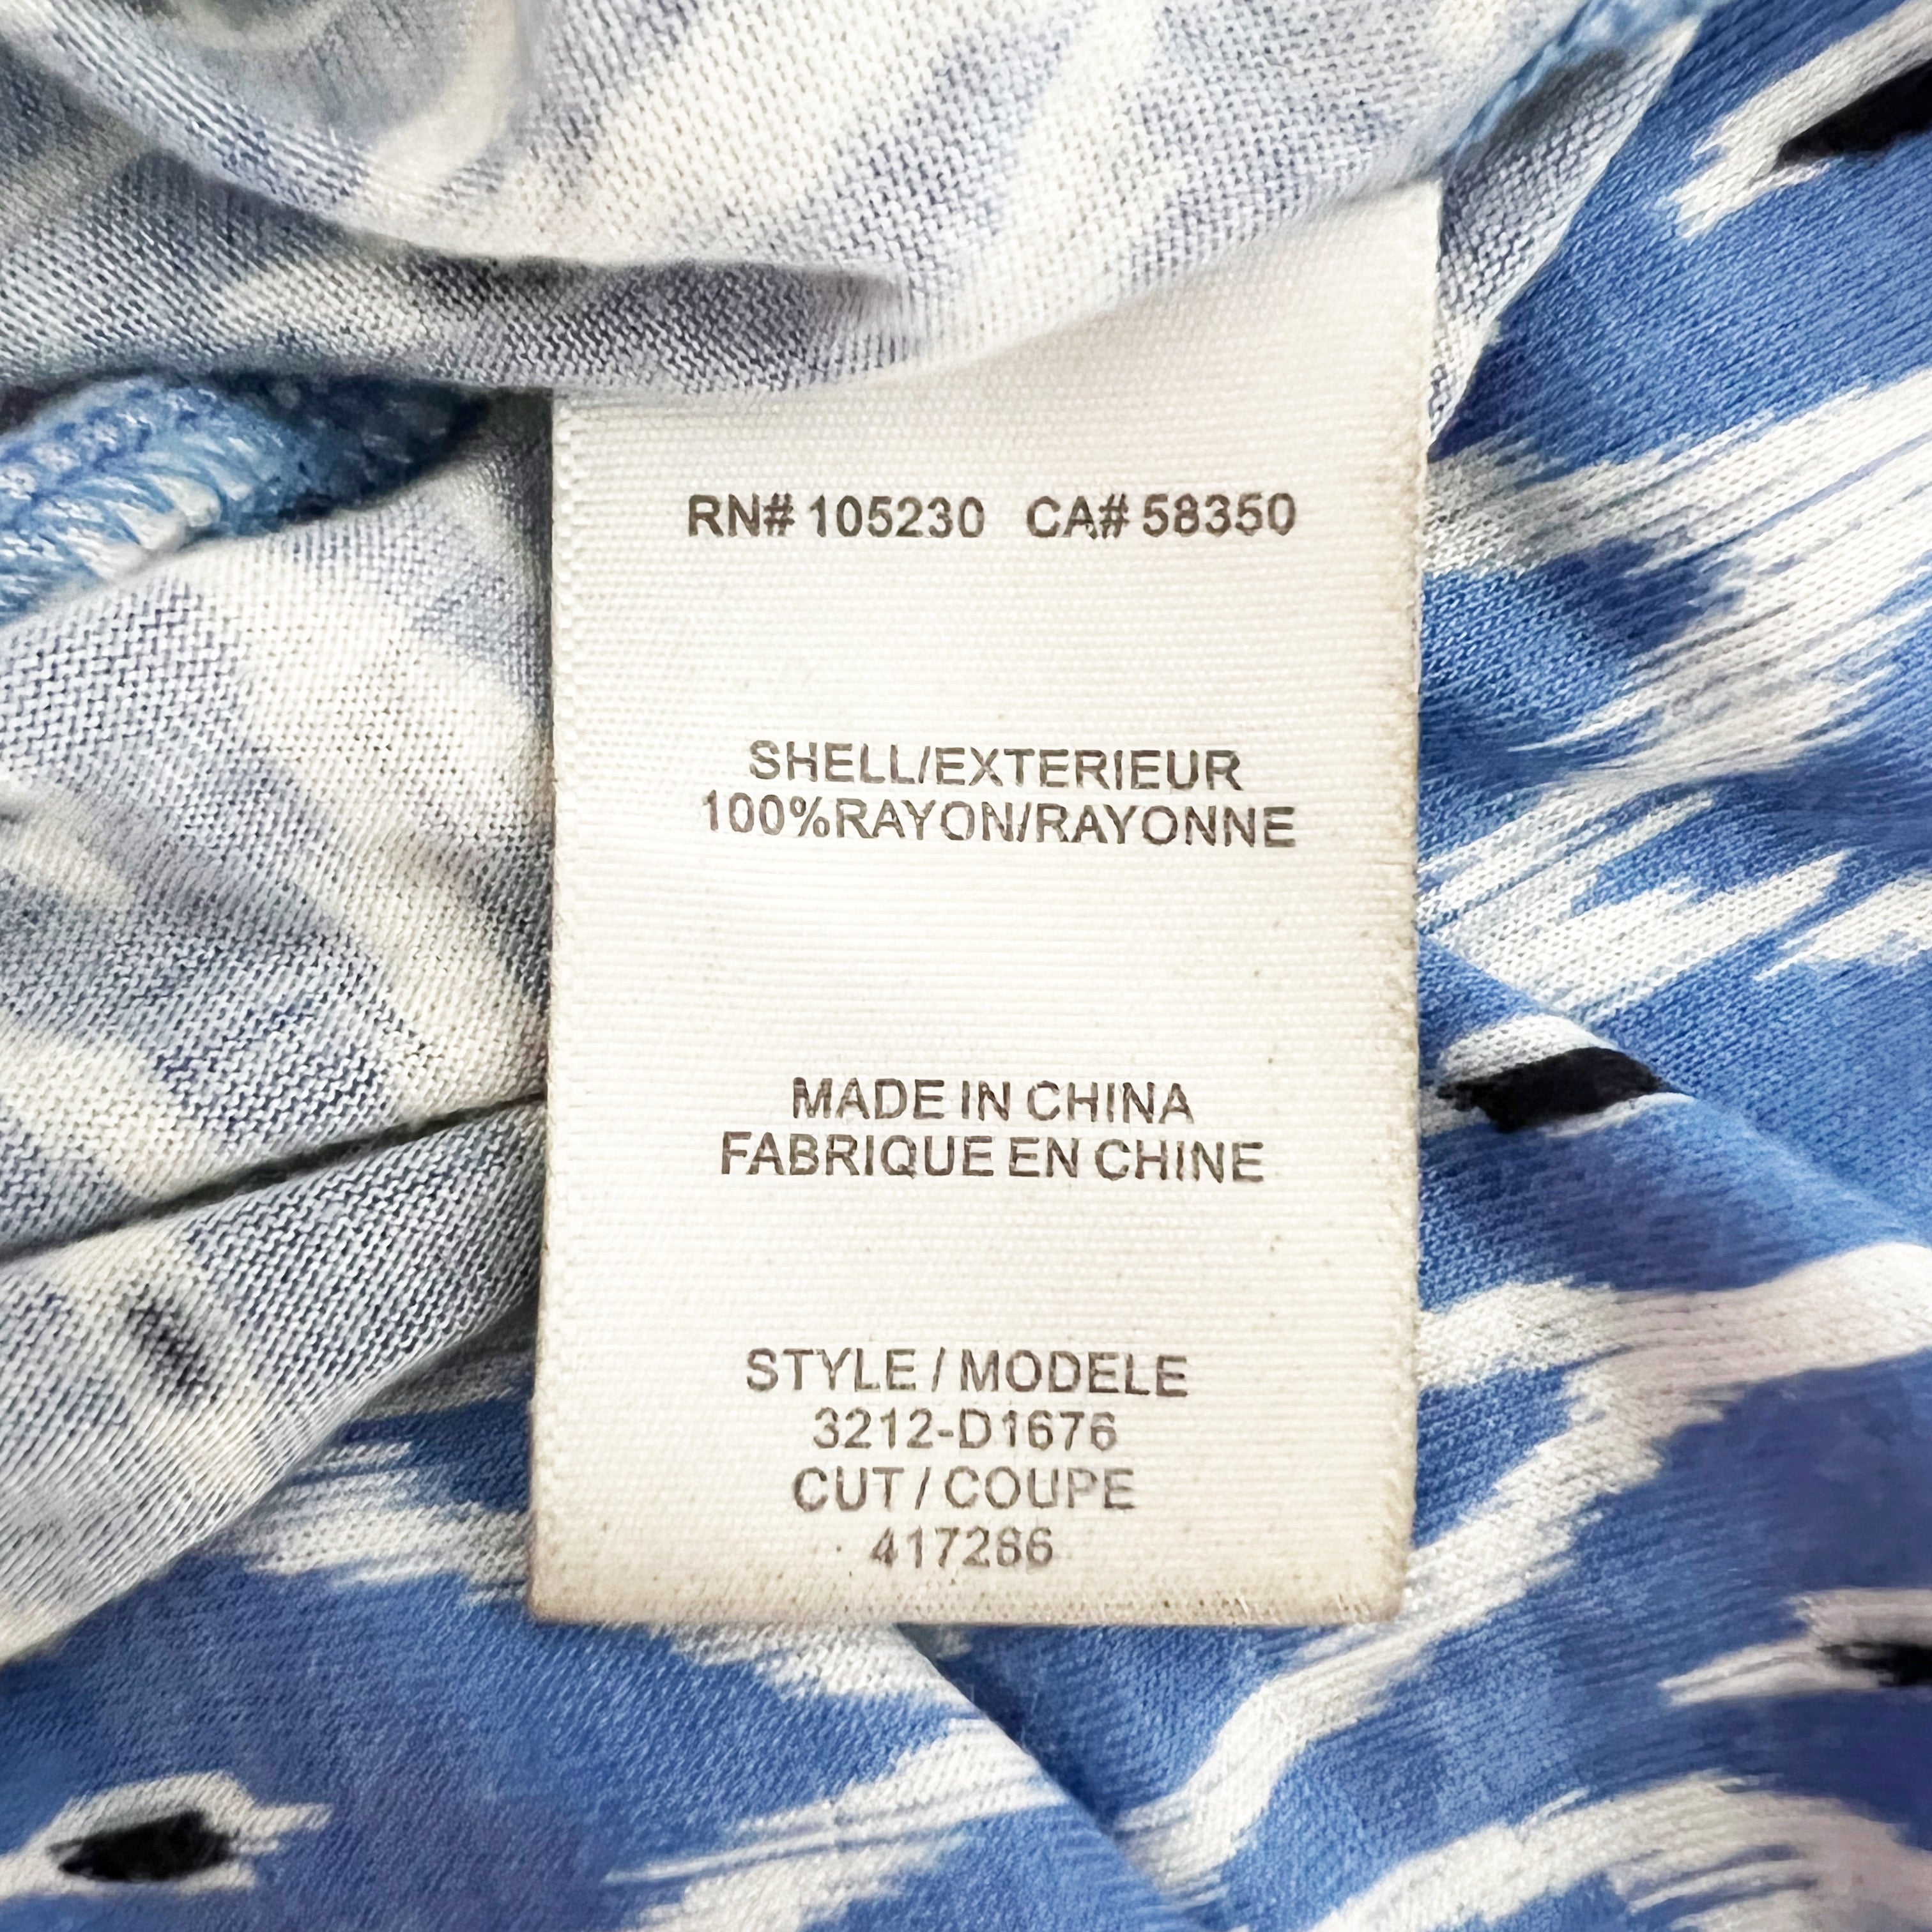 RN# 105230 CA# 58350
SHELL/EXTERIEUR
100%RAYON/RAYONNE
MADE IN CHINA
FABRIQUE EN CHINE
STYLE / MODELE
3212-D1676
CUT / COUPE
417286